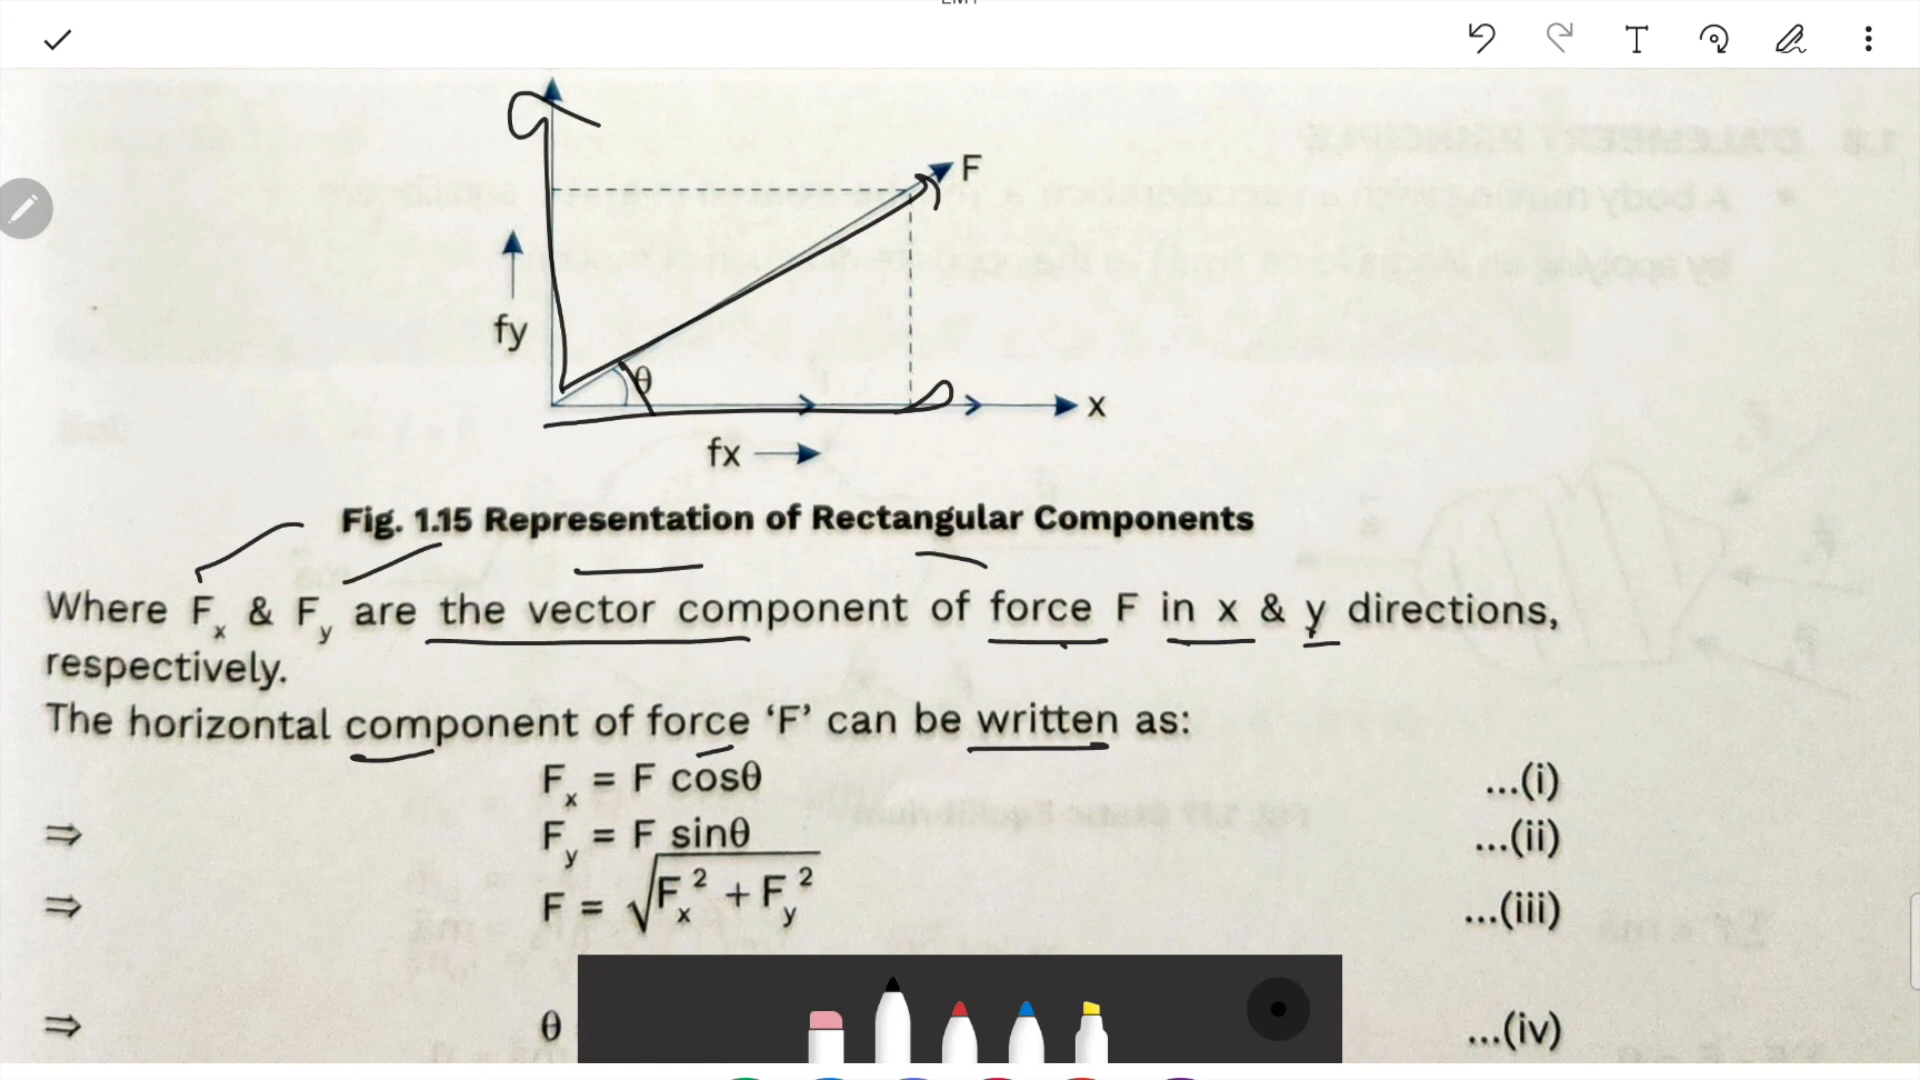 F
fy
θ
x
fx
Fig. 1.15 Representation of Rectangular Components
Where Fx & Fy are the vector component of force F in x & y directions,
respectively.
The horizontal component of force ‘F’ can be written as:
Fx = F cosθ ...(i)
⇒ Fy = F sinθ ...(ii)
⇒ F = √Fx² + Fy² ...(iii)
⇒ θ ...(iv)